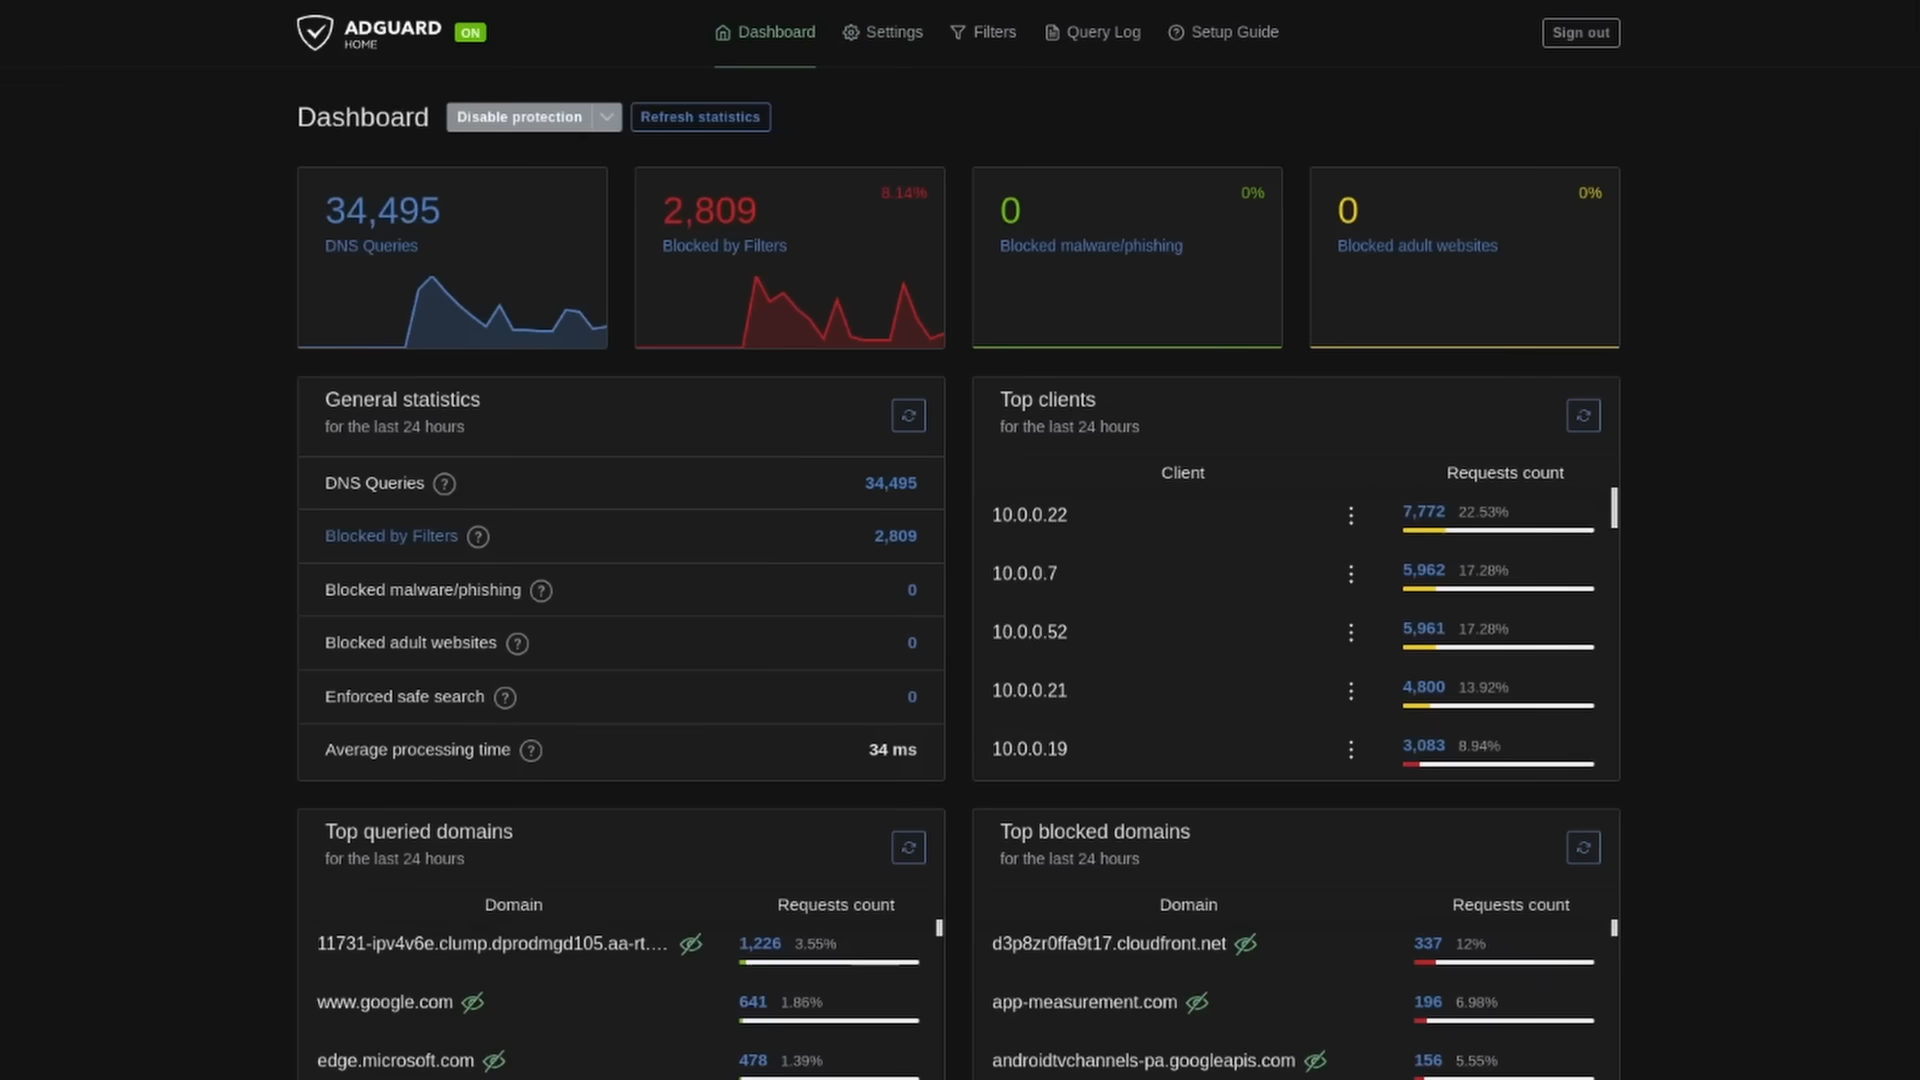 ADGUARD ON
HOME
Dashboard Settings Filters Query Log Setup Guide
Sign out
Dashboard Disable protection Refresh statistics
34,495
DNS Queries
8.14%
2,809
Blocked by Filters
0%
0
Blocked malware/phishing
0%
0
Blocked adult websites
General statistics
for the last 24 hours
DNS Queries ? 34,495
Blocked by Filters ? 2,809
Blocked malware/phishing ? 0
Blocked adult websites ? 0
Enforced safe search ? 0
Average processing time ? 34 ms
Top clients
for the last 24 hours
Client Requests count
10.0.0.22 7,772 22.53%
10.0.0.7 5,962 17.28%
10.0.0.52 5,961 17.28%
10.0.0.21 4,800 13.92%
10.0.0.19 3,083 8.94%
Top queried domains
for the last 24 hours
Domain Requests count
11731-ipv4v6e.clump.dprodmgd105.aa-rt.... 1,226 3.55%
www.google.com 641 1.86%
edge.microsoft.com 478 1.39%
Top blocked domains
for the last 24 hours
Domain Requests count
d3p8zr0ffa9t17.cloudfront.net 337 12%
app-measurement.com 196 6.98%
androidtvchannels-pa.googleapis.com 156 5.55%